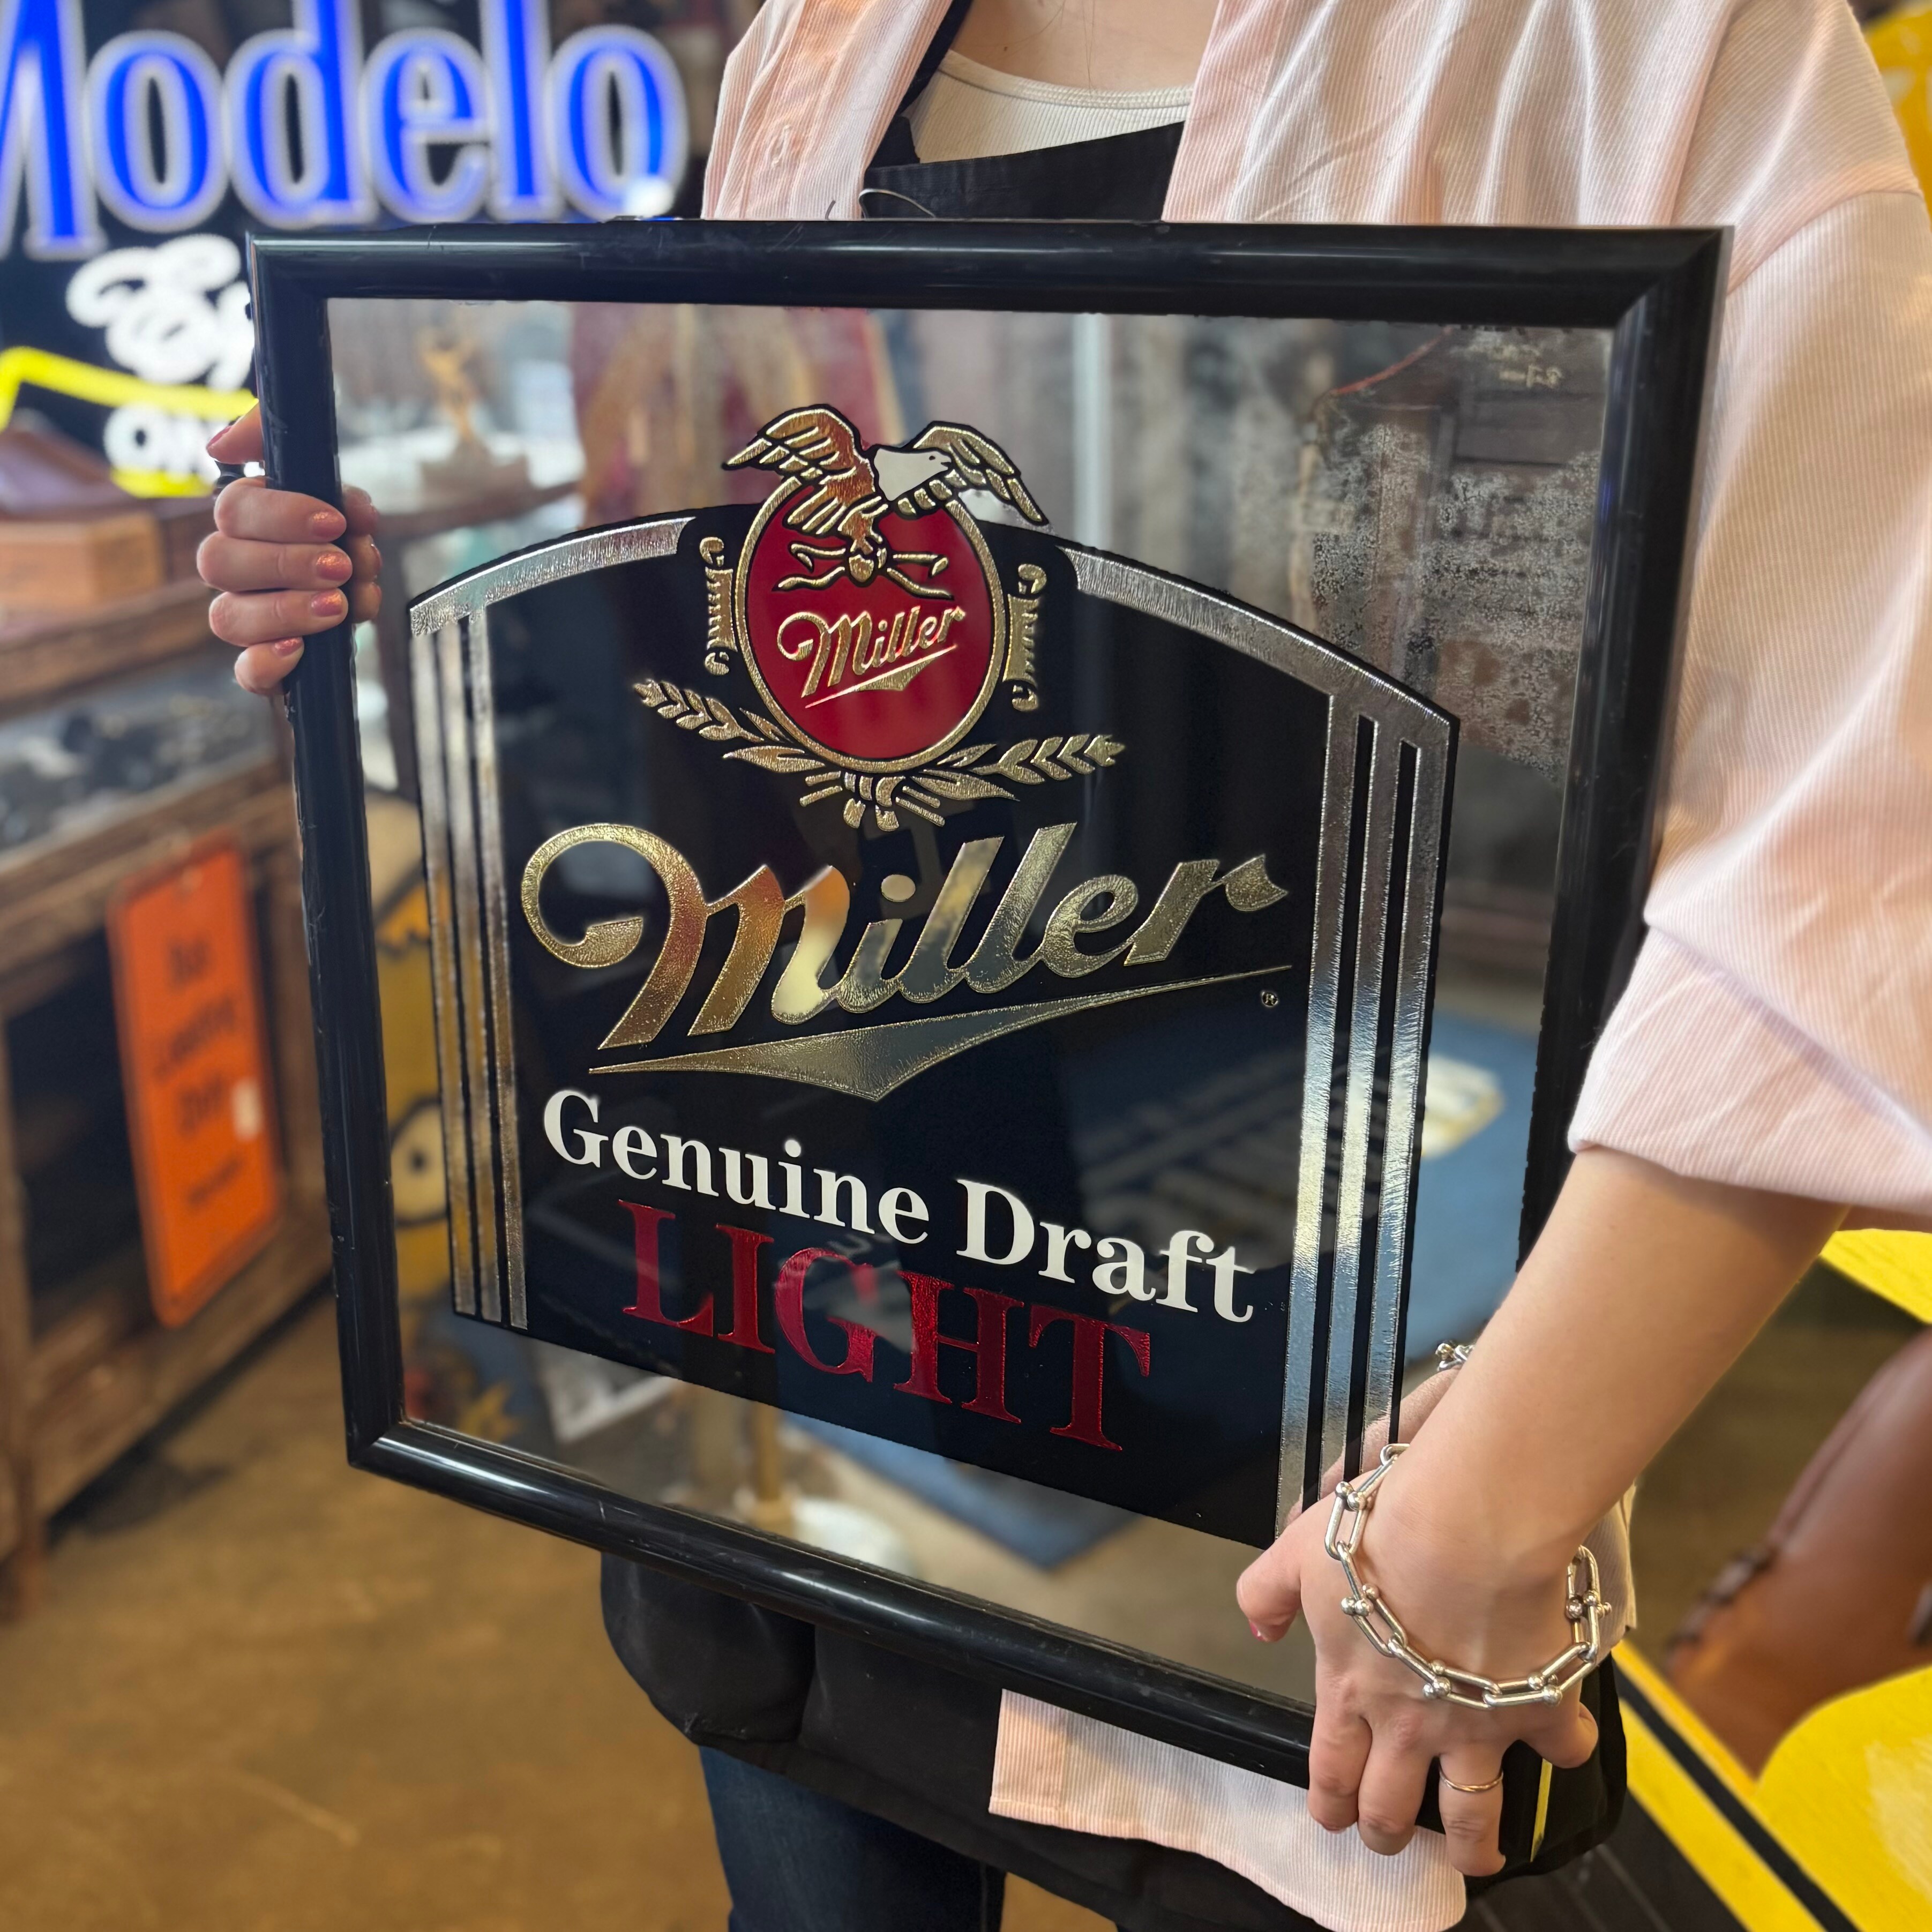 Modelo
Miller
Miller
®
Genuine Draft
LIGHT